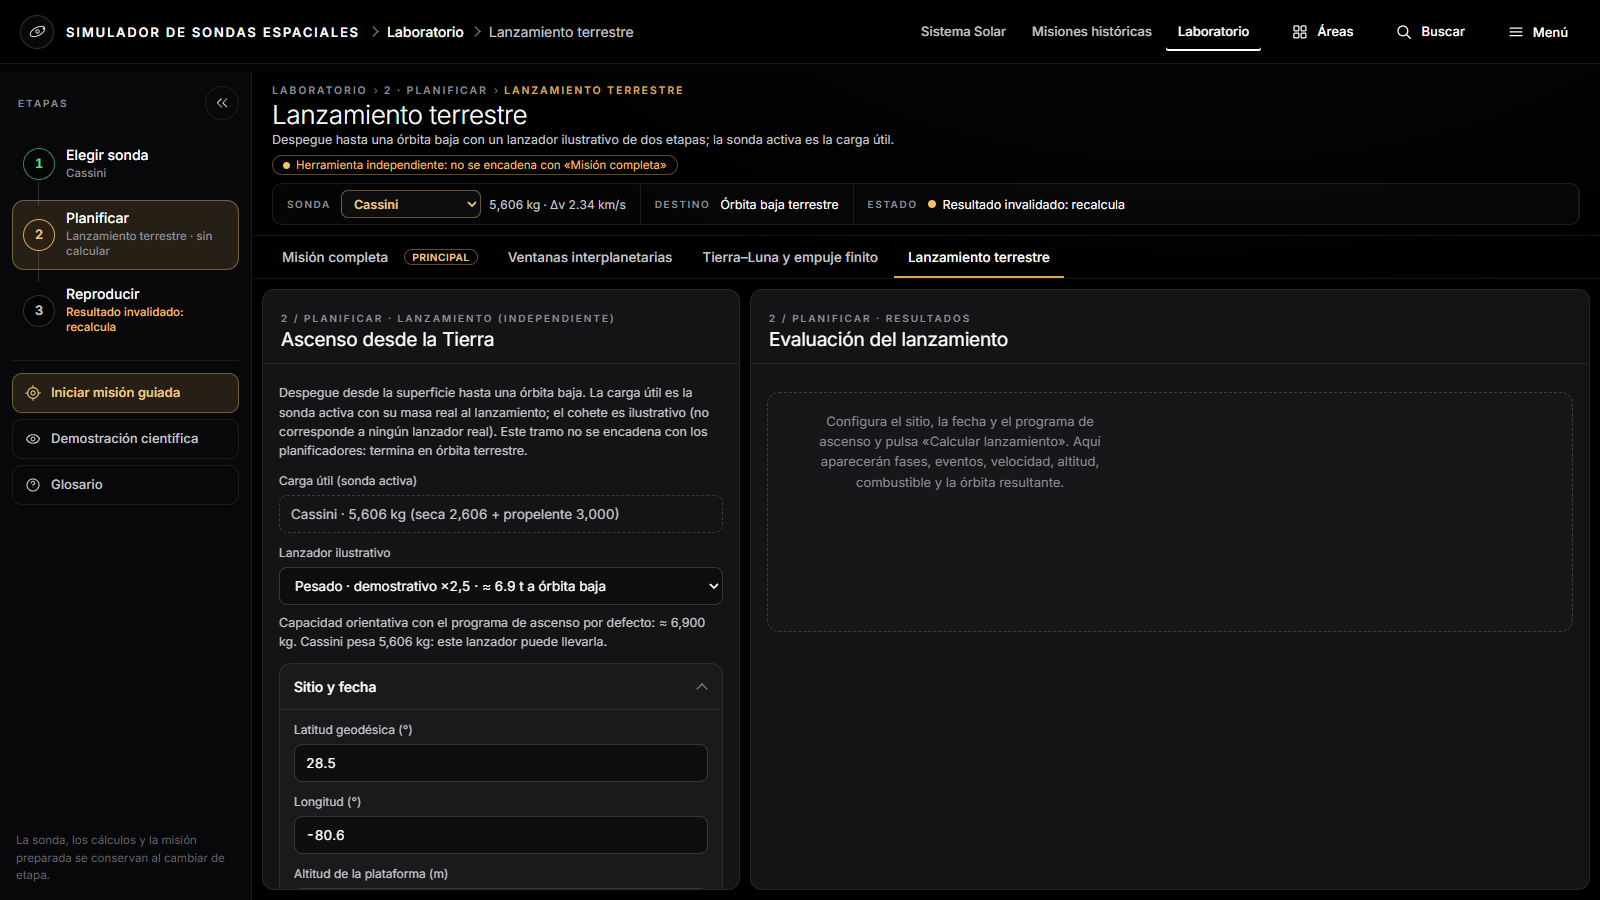 SIMULADOR DE SONDAS ESPACIALES
Laboratorio
Lanzamiento terrestre
Sistema Solar
Misiones históricas
Laboratorio
Áreas
Buscar
Menú
ETAPAS
1
Elegir sonda
Cassini
2
Planificar
Lanzamiento terrestre · sin
calcular
3
Reproducir
Resultado invalidado:
recalcula
Iniciar misión guiada
Demostración científica
Glosario
La sonda, los cálculos y la misión
preparada se conservan al cambiar de
etapa.
LABORATORIO › 2 · PLANIFICAR › LANZAMIENTO TERRESTRE
Lanzamiento terrestre
Despegue hasta una órbita baja con un lanzador ilustrativo de dos etapas; la sonda activa es la carga útil.
Herramienta independiente: no se encadena con «Misión completa»
SONDA
Cassini
5,606 kg · Δv 2.34 km/s
DESTINO
Órbita baja terrestre
ESTADO
Resultado invalidado: recalcula
Misión completa
PRINCIPAL
Ventanas interplanetarias
Tierra–Luna y empuje finito
Lanzamiento terrestre
2 / PLANIFICAR · LANZAMIENTO (INDEPENDIENTE)
Ascenso desde la Tierra
Despegue desde la superficie hasta una órbita baja. La carga útil es la
sonda activa con su masa real al lanzamiento; el cohete es ilustrativo (no
corresponde a ningún lanzador real). Este tramo no se encadena con los
planificadores: termina en órbita terrestre.
Carga útil (sonda activa)
Cassini · 5,606 kg (seca 2,606 + propelente 3,000)
Lanzador ilustrativo
Pesado · demostrativo ×2,5 · ≈ 6.9 t a órbita baja
Capacidad orientativa con el programa de ascenso por defecto: ≈ 6,900
kg. Cassini pesa 5,606 kg: este lanzador puede llevarla.
Sitio y fecha
Latitud geodésica (°)
28.5
Longitud (°)
-80.6
Altitud de la plataforma (m)
2 / PLANIFICAR · RESULTADOS
Evaluación del lanzamiento
Configura el sitio, la fecha y el programa de
ascenso y pulsa «Calcular lanzamiento». Aquí
aparecerán fases, eventos, velocidad, altitud,
combustible y la órbita resultante.